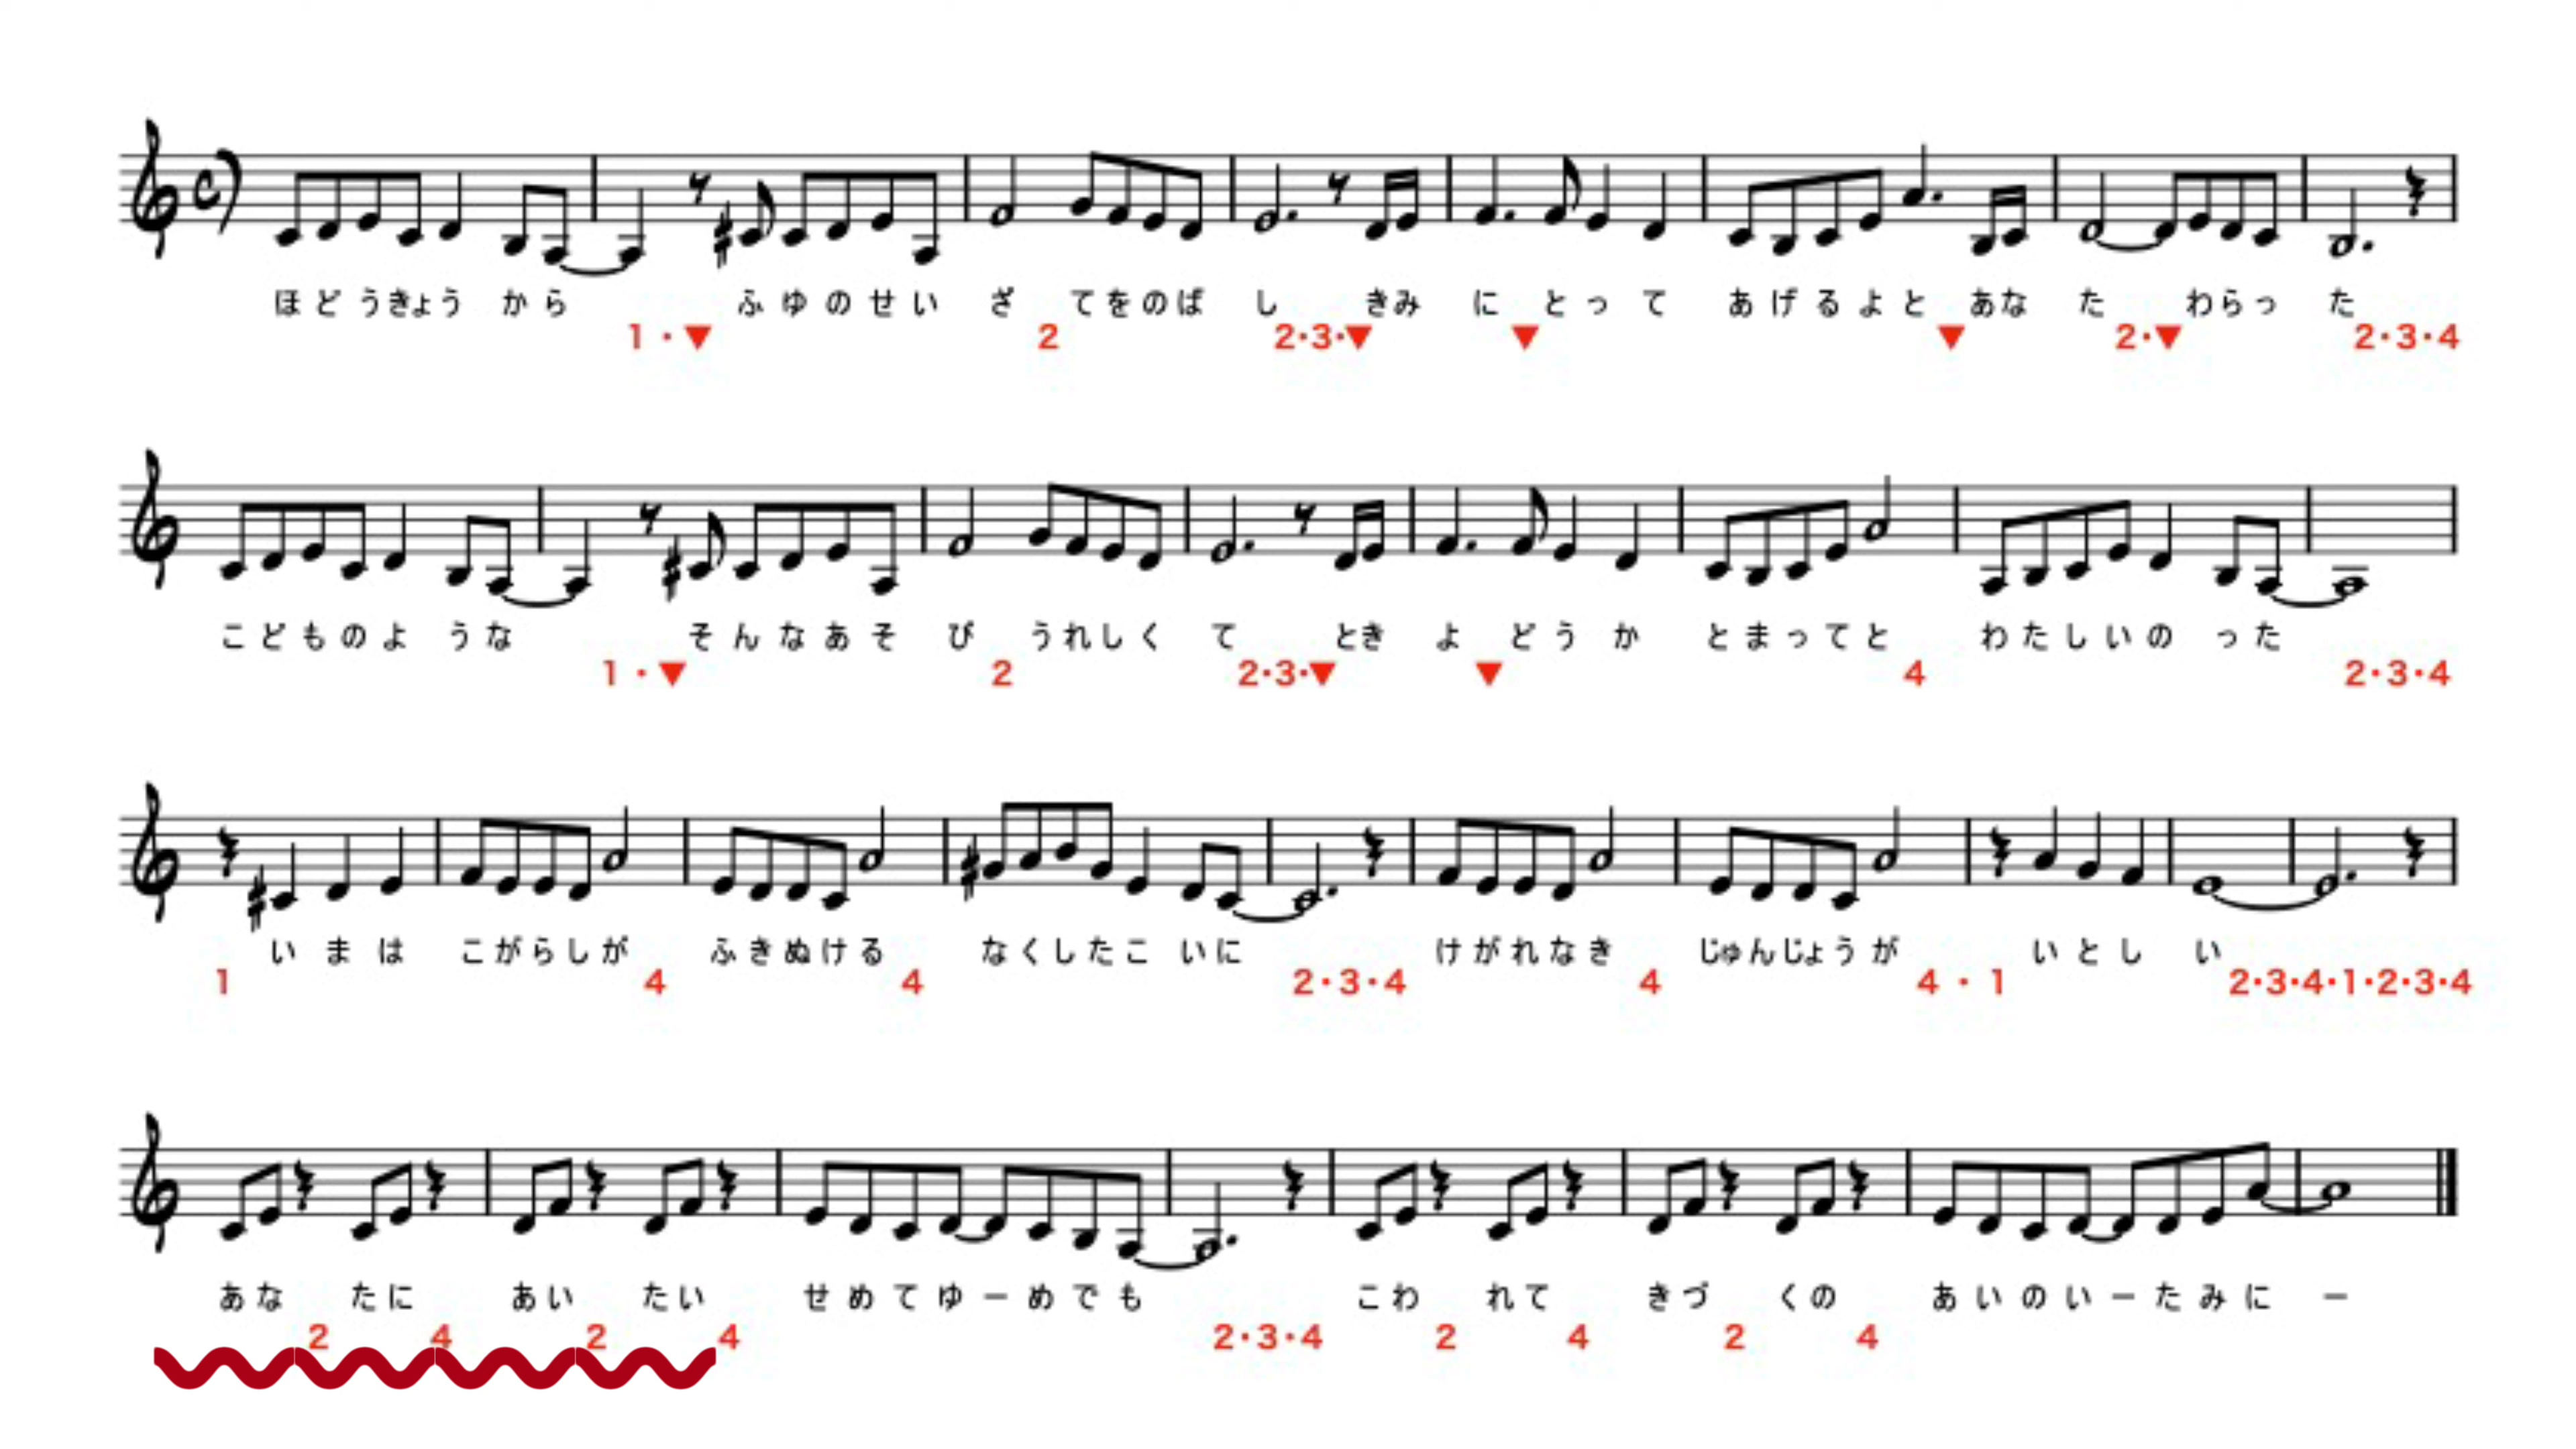 ほどうきょう から ふゆのせい ざ てをのば し きみ に とって あげるよと あな た わらっ た
1・▼ 2 2・3・▼ ▼ ▼ 2・▼ 2・3・4
こどものよ うな そんなあそ び うれしく て とき よ どうか とまってと わたしいの った
1・▼ 2 2・3・▼ ▼ 4 2・3・4
いまは こがらしが ふきぬける なくしたこ いに けがれなき じゅんじょうが いとし い
1 4 4 2・3・4 4 4・1 2・3・4・1・2・3・4
あな たに あい たい せめてゆーめでも こわ れて きづ くの あいのいーたみに ー
2 4 2 4 2・3・4 2 4 2 4